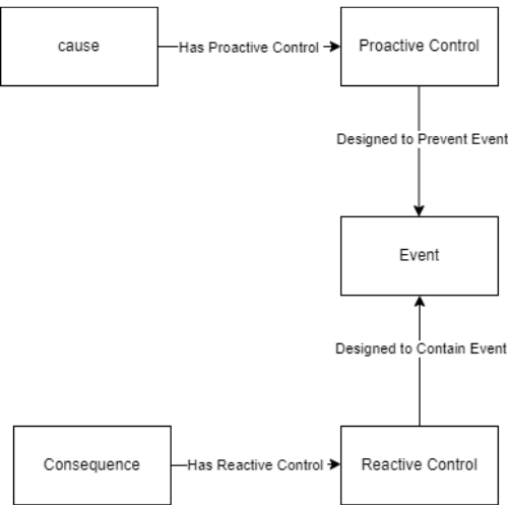 cause
Has Proactive Control
Proactive Control
Designed to Prevent Event
Event
Designed to Contain Event
Consequence
Has Reactive Control
Reactive Control